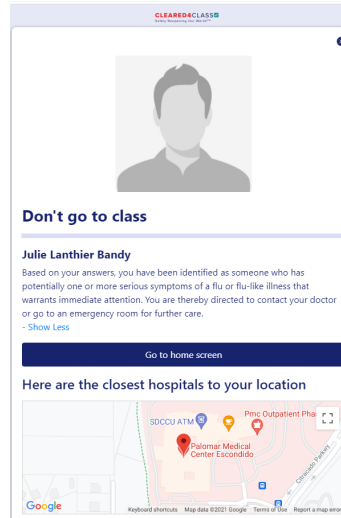 CLEARED4CLASS
Don't go to class
Julie Lanthier Bandy
Based on your answers, you have been identified as someone who has
potentially one or more serious symptoms of a flu or flu-like illness that
warrants immediate attention. You are thereby directed to contact your doctor
or go to an emergency room for further care.
- Show Less
Go to home screen
Here are the closest hospitals to your location
Pmc Outpatient Pha
SDCCU ATM
Palomar Medical
Center Escondido
Citracado Parkway
Google
Keyboard shortcuts Map data ©2021 Google Terms of Use Report a map error